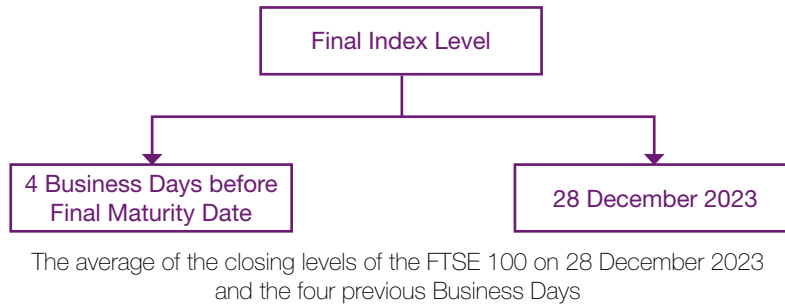 Final Index Level
4 Business Days before
Final Maturity Date
28 December 2023
The average of the closing levels of the FTSE 100 on 28 December 2023
and the four previous Business Days